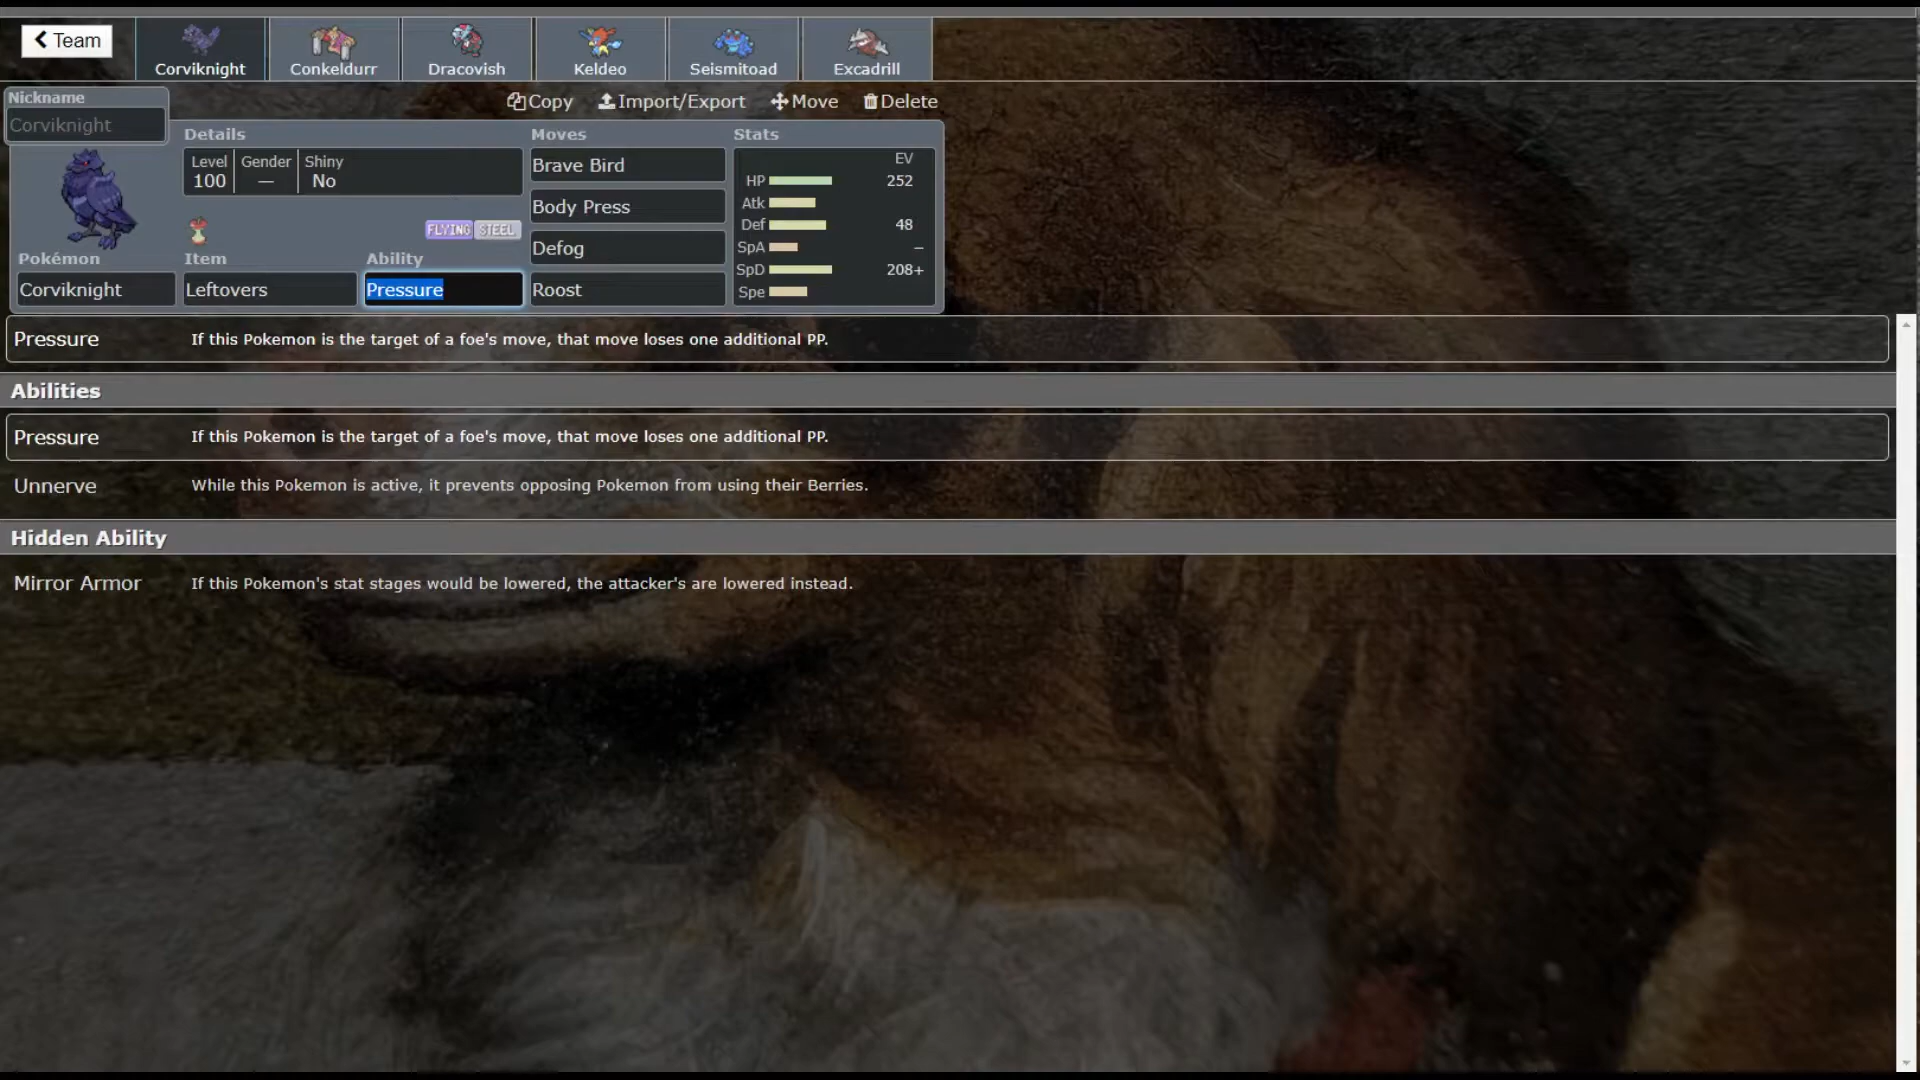 Team
Corviknight
Conkeldurr
Dracovish
Keldeo
Seismitoad
Excadrill
Copy
Import/Export
Move
Delete
Nickname
Corviknight
Details
Level
100
Gender
—
Shiny
No
FLYING
STEEL
Pokémon
Corviknight
Item
Leftovers
Ability
Pressure
Moves
Brave Bird
Body Press
Defog
Roost
Stats
EV
HP 252
Atk
Def 48
SpA –
SpD 208+
Spe
Pressure If this Pokemon is the target of a foe's move, that move loses one additional PP.
Abilities
Pressure If this Pokemon is the target of a foe's move, that move loses one additional PP.
Unnerve While this Pokemon is active, it prevents opposing Pokemon from using their Berries.
Hidden Ability
Mirror Armor If this Pokemon's stat stages would be lowered, the attacker's are lowered instead.